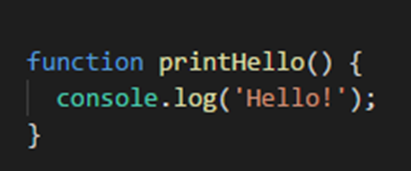 function printHello() {
  console.log('Hello!');
}